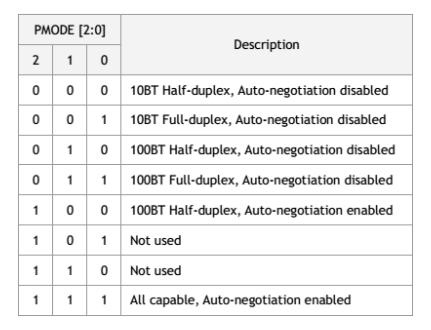 PMODE [2:0] Description
2 1 0
0 0 0 10BT Half-duplex, Auto-negotiation disabled
0 0 1 10BT Full-duplex, Auto-negotiation disabled
0 1 0 100BT Half-duplex, Auto-negotiation disabled
0 1 1 100BT Full-duplex, Auto-negotiation disabled
1 0 0 100BT Half-duplex, Auto-negotiation enabled
1 0 1 Not used
1 1 0 Not used
1 1 1 All capable, Auto-negotiation enabled